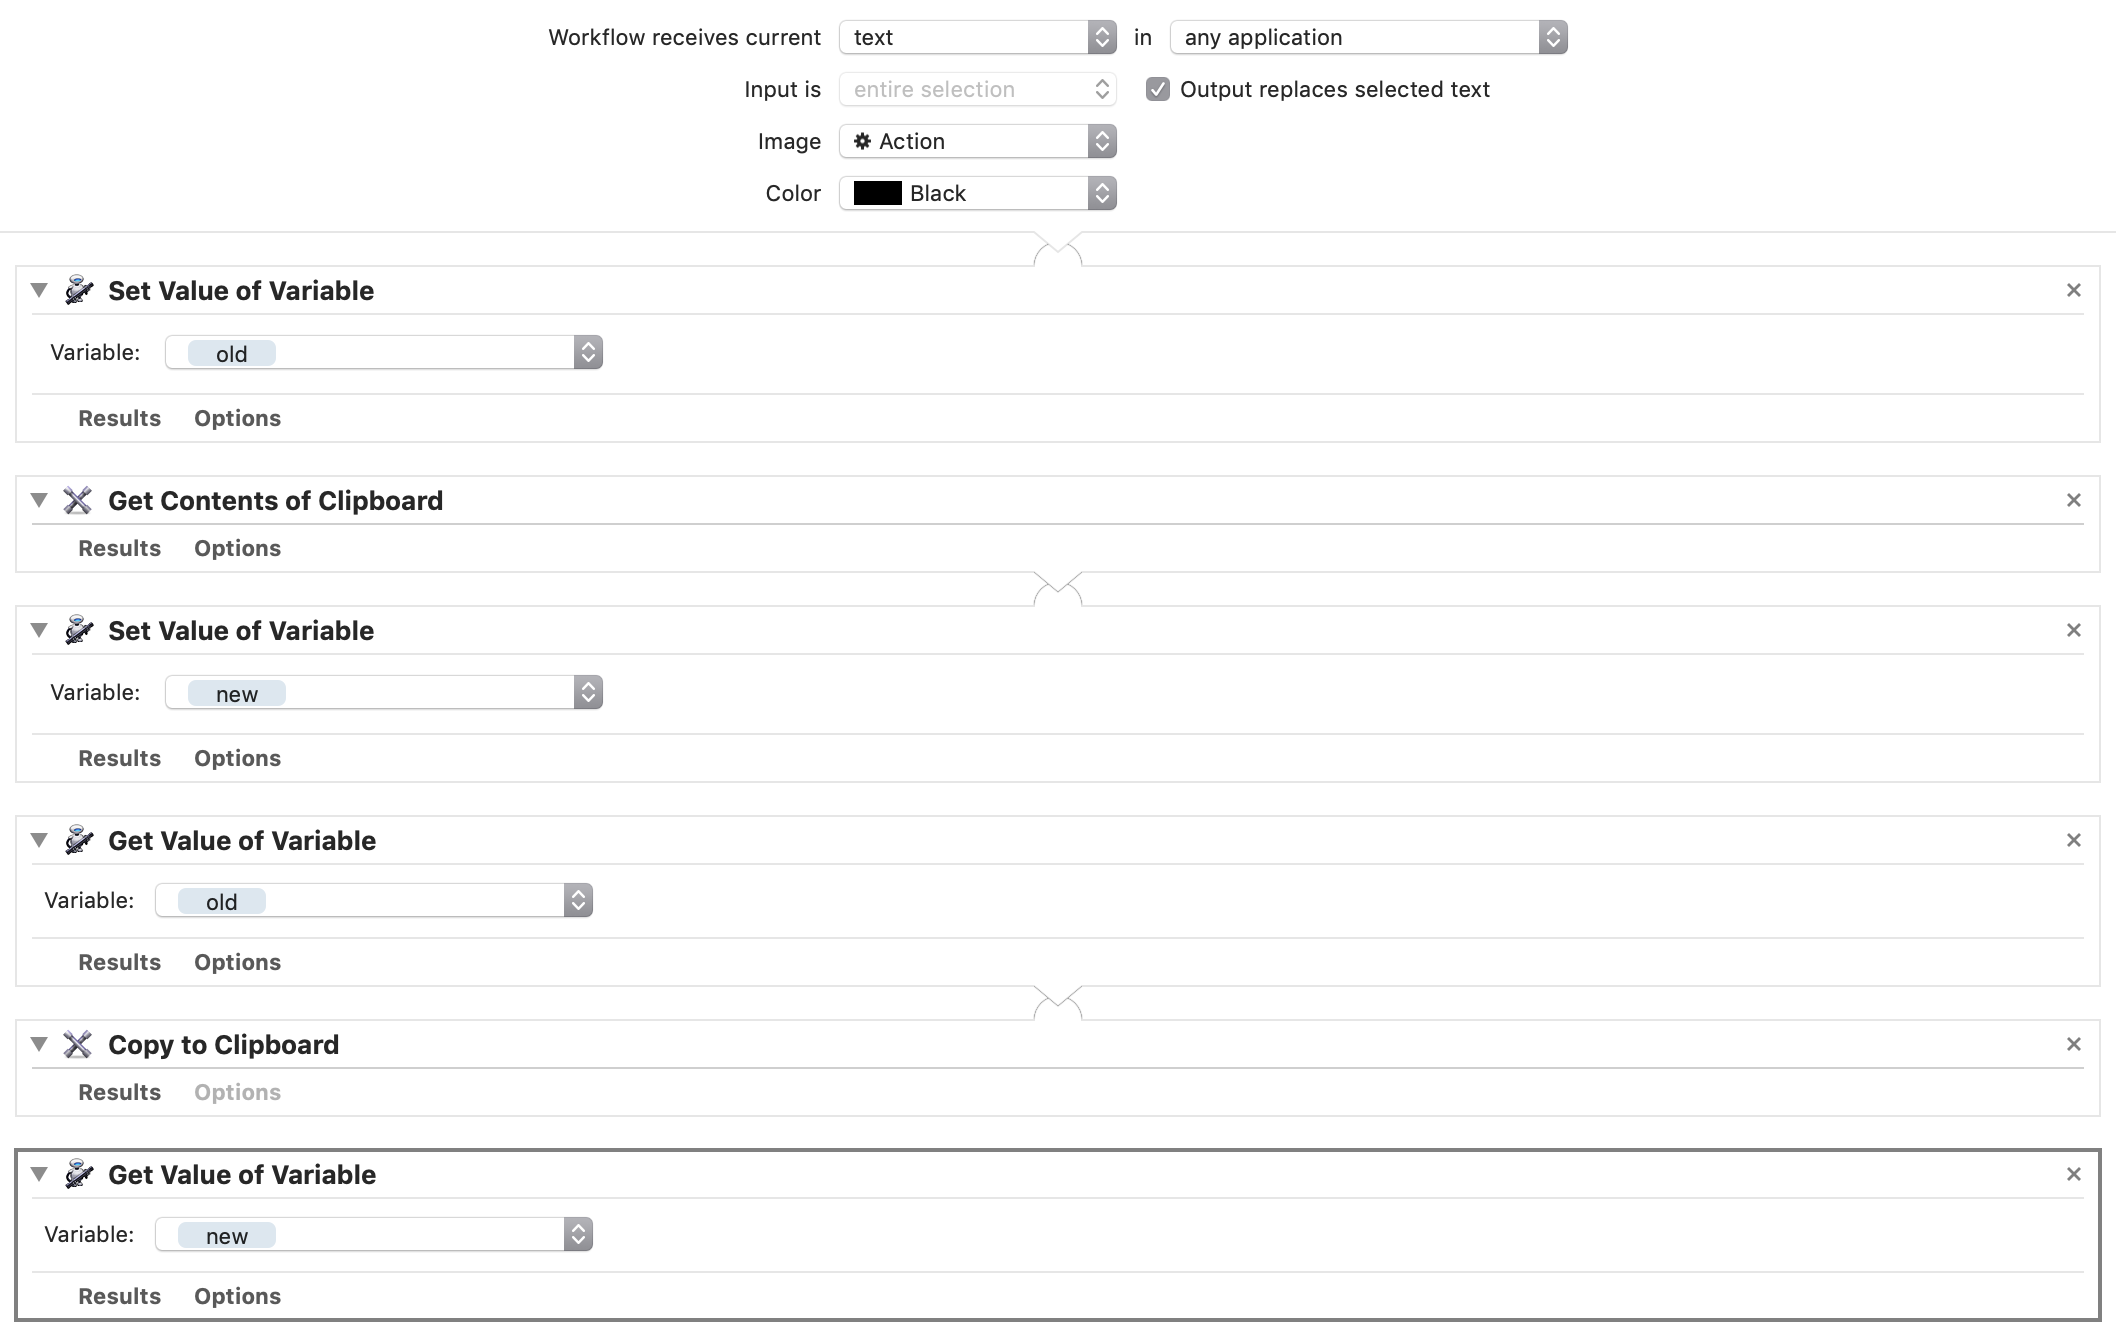 Workflow receives current text in any application
Input is entire selection Output replaces selected text
Image Action
Color Black
Set Value of Variable
Variable: old
Results Options
Get Contents of Clipboard
Results Options
Set Value of Variable
Variable: new
Results Options
Get Value of Variable
Variable: old
Results Options
Copy to Clipboard
Results Options
Get Value of Variable
Variable: new
Results Options